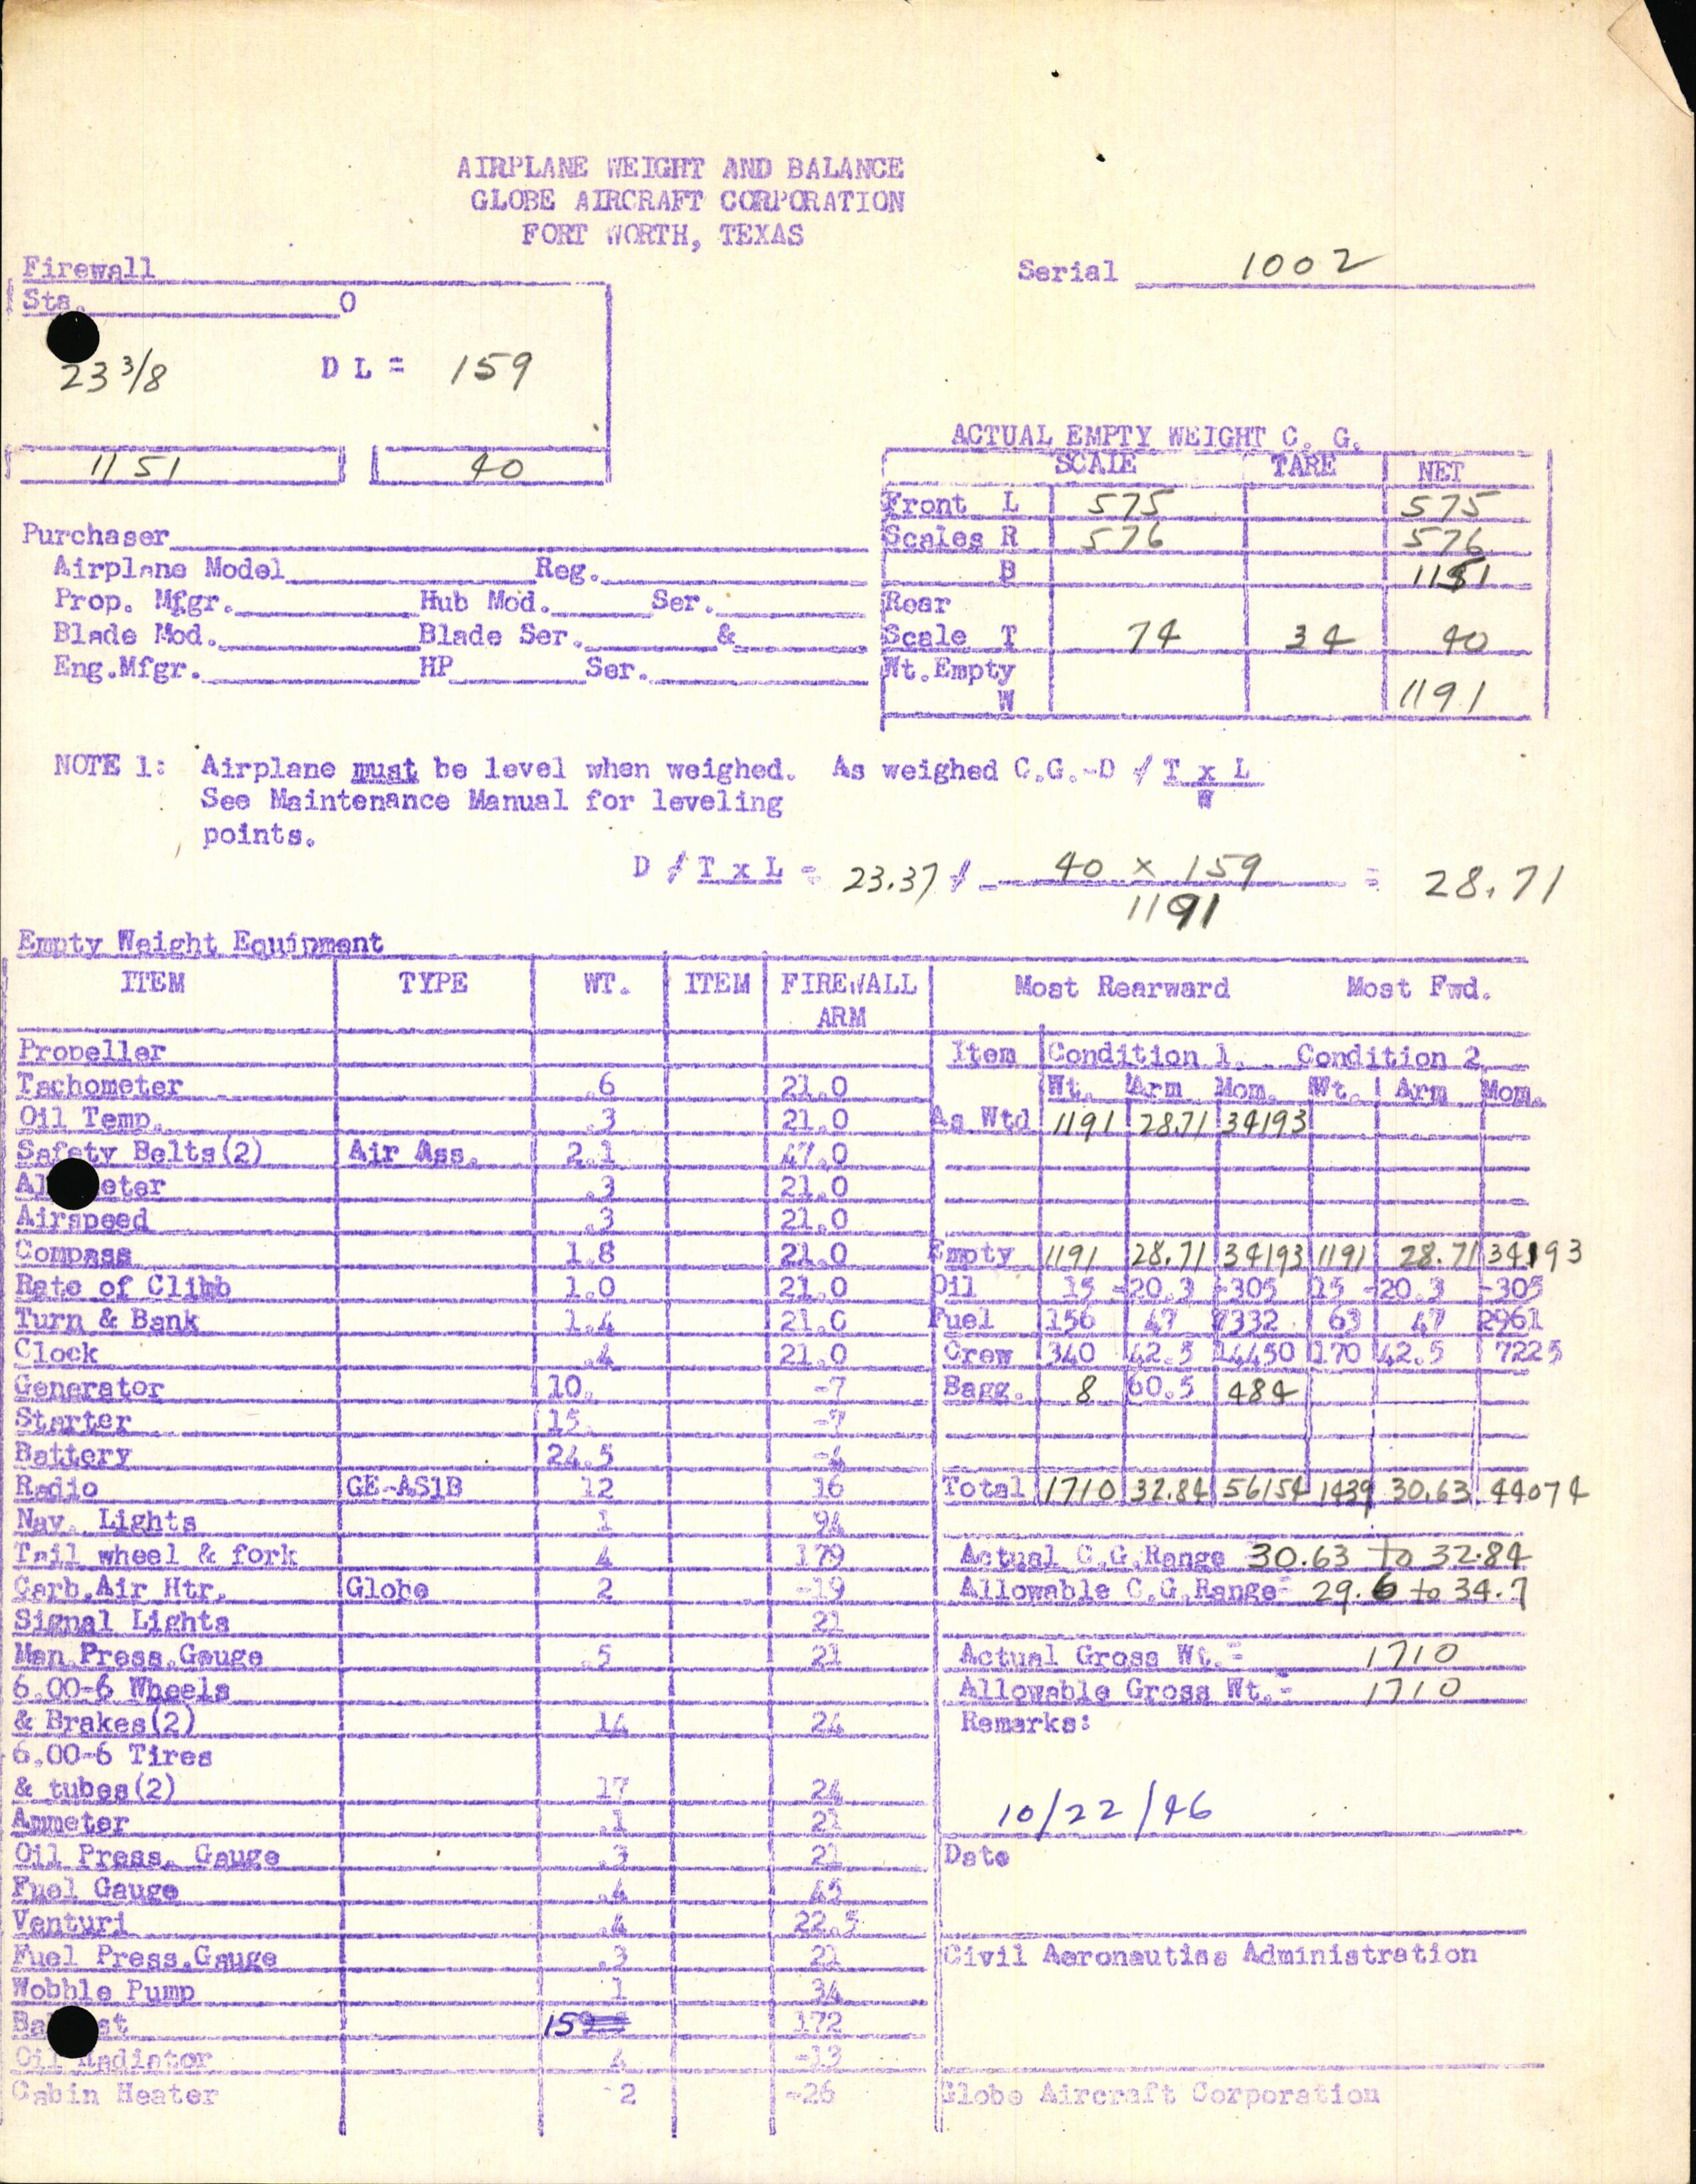 AIRPLANE WEIGHT AND BALANCE
GLOBE AIRCRAFT CORPORATION
FORT WORTH, TEXAS
Firewall
Serial 1002
Sta. 0
23 3/8 D L = 159
1151 40
ACTUAL EMPTY WEIGHT C. G.
SCALE TARE NET
Front L 575 575
Scales R 576 576
B 1151
Rear
Scale T 74 34 40
Wt.Empty
W 1191
Purchaser
Airplane Model Reg.
Prop. Mfgr. Hub Mod. Ser.
Blade Mod. Blade Ser. &
Eng.Mfgr. HP Ser.
NOTE 1: Airplane must be level when weighed. As weighed C.G.-D / T x L
W
See Maintenance Manual for leveling
points.
D / T x L = 23.37 / 40 x 159 = 28.71
1191
Empty Weight Equipment
ITEM TYPE WT. ITEM FIREWALL
ARM
Propeller
Tachometer .6 21.0
Oil Temp. .3 21.0
Safety Belts(2) Air Ass. 2.1 47.0
Al eter .3 21.0
Airspeed .3 21.0
Compass 1.8 21.0
Rate of Climb 1.0 21.0
Turn & Bank 1.4 21.0
Clock .4 21.0
Generator 10. -7
Starter 15. -7
Battery 24.5 -4
Radio GE-AS1B 12 16
Nav. Lights 1 94
Tail wheel & fork 4 179
Carb.Air Htr. Globe 2 -19
Signal Lights 21
Man.Press.Gauge .5 21
6.00-6 Wheels
& Brakes(2) 14 24
6.00-6 Tires
& tubes(2) 17 24
Ammeter .1 21
Oil Press. Gauge .3 21
Fuel Gauge .4 45
Venturi .4 22.5
Fuel Press.Gauge .3 21
Wobble Pump 1 34
Ba st 15 172
Oil Radiator 4 -13
Cabin Heater 2 -26
Most Rearward Most Fwd.
Item Condition 1. Condition 2
Wt. Arm Mom. Wt. Arm Mom.
As Wtd 1191 28.71 34193
Empty 1191 28.71 34193 1191 28.71 34193
Oil 15 -20.3 -305 15 -20.3 -305
Fuel 156 47 7332 63 47 2961
Crew 340 42.5 14450 170 42.5 7225
Bagg. 8 60.5 484
Total 1710 32.84 56154 1439 30.63 44074
Actual C.G.Range 30.63 to 32.84
Allowable C.G.Range= 29.6 to 34.7
Actual Gross Wt.= 1710
Allowable Gross Wt.= 1710
Remarks:
10/22/46
Date
Civil Aeronautiss Administration
Globe Aircraft Corporation